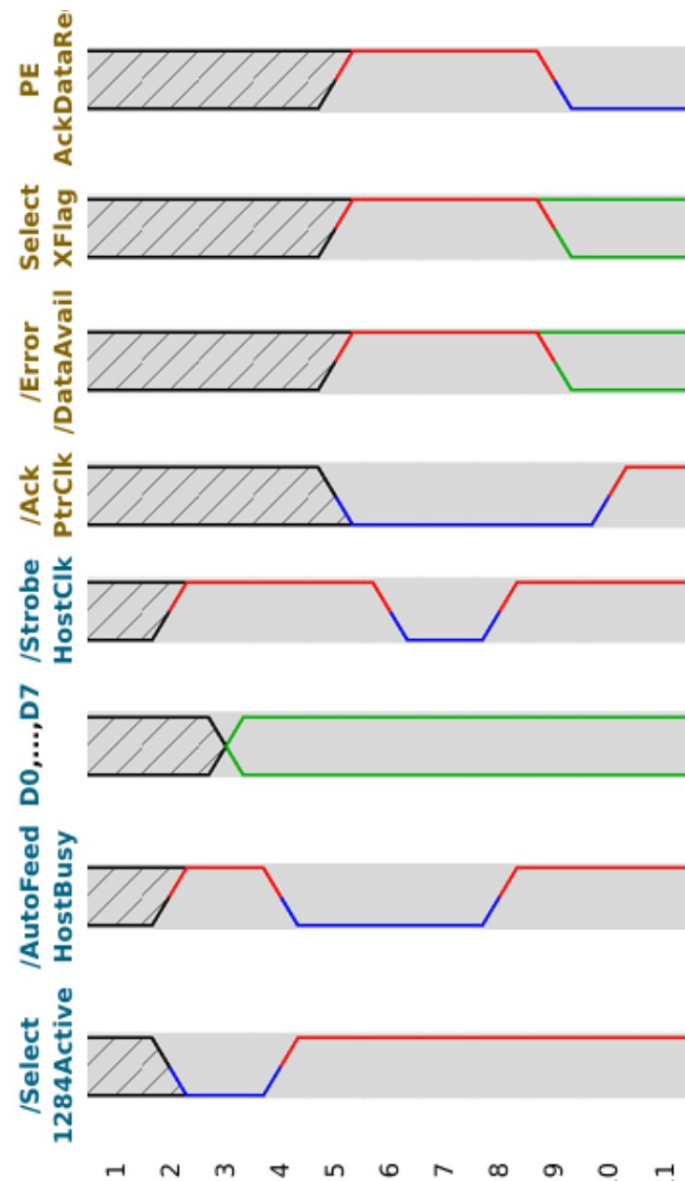 PE
AckDataRe
Select
XFlag
/Error
/DataAvail
/Ack
PtrClk
/Strobe
HostClk
D0,...,D7
/AutoFeed
HostBusy
/Select
1284Active
1 2 3 4 5 6 7 8 9 0 1